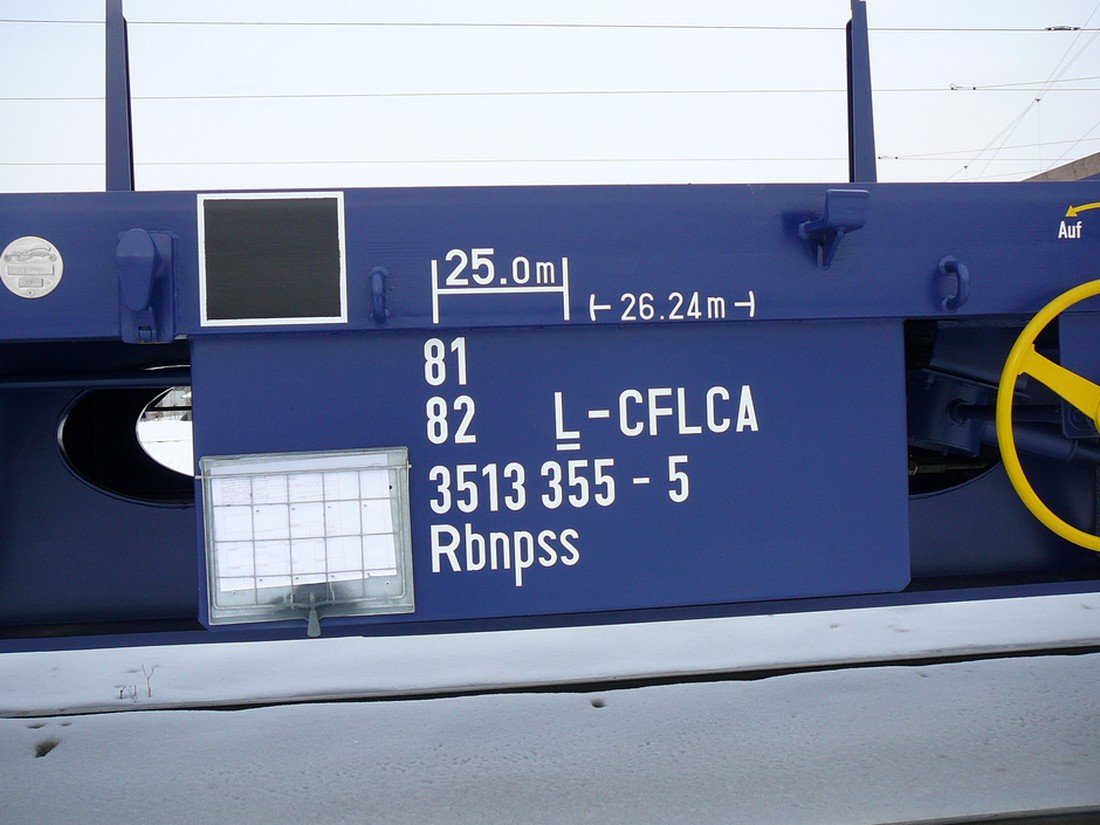 Auf
25.0m
26.24m
81
82 L-CFLCA
3513 355-5
Rbnpss